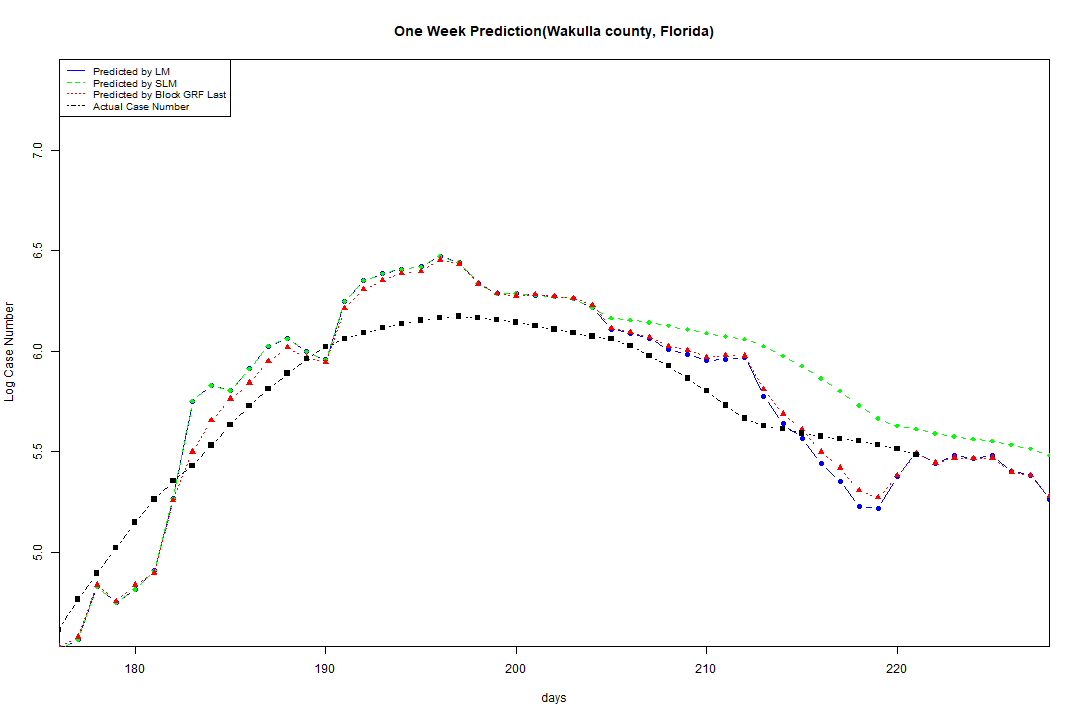 One Week Prediction(Wakulla county, Florida)
Predicted by LM
Predicted by SLM
Predicted by Block GRF Last
Actual Case Number
7.0
6.5
6.0
5.5
5.0
Log Case Number
180 190 200 210 220
days